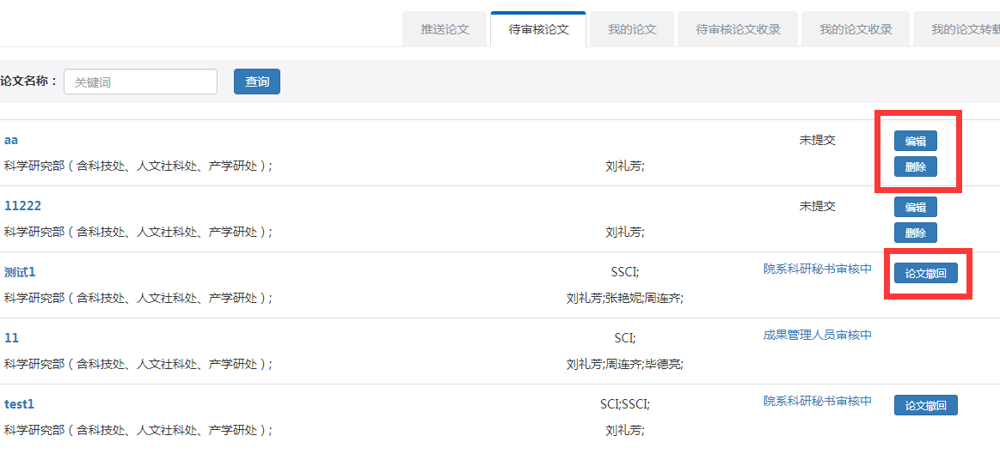 推送论文 待审核论文 我的论文 待审核论文收录 我的论文收录 我的论文转载
论文名称： 关键词 查询
aa 未提交 编辑
科学研究部（含科技处、人文社科处、产学研处）; 刘礼芳; 删除
11222 未提交 编辑
科学研究部（含科技处、人文社科处、产学研处）; 刘礼芳; 删除
测试1 SSCI; 院系科研秘书审核中 论文撤回
科学研究部（含科技处、人文社科处、产学研处）; 刘礼芳;张艳妮;周连齐;
11 SCI; 成果管理人员审核中
科学研究部（含科技处、人文社科处、产学研处）; 刘礼芳;周连齐;毕德亮;
test1 SCI;SSCI; 院系科研秘书审核中 论文撤回
科学研究部（含科技处、人文社科处、产学研处）; 刘礼芳;